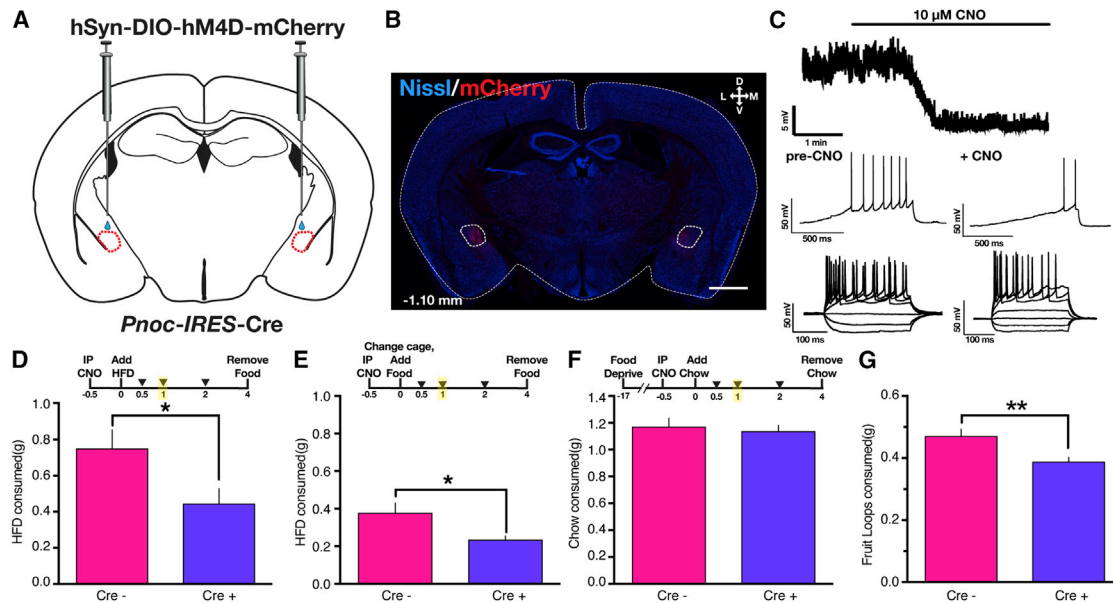 A
hSyn-DIO-hM4D-mCherry
Pnoc-IRES-Cre
B
Nissl/mCherry
D
L M
V
-1.10 mm
C
10 µM CNO
5 mV
1 min
pre-CNO
+ CNO
50 mV
500 ms
50 mV
500 ms
50 mV
100 ms
50 mV
100 ms
D
IP CNO
Add HFD
Remove Food
-0.5 0 0.5 1 2 4
HFD consumed(g)
1.0
0.8
0.6
0.4
0.2
0.0
*
Cre - Cre +
E
Change cage,
IP CNO
Add Food
Remove Food
-0.5 0 0.5 1 2 4
HFD consumed(g)
1.0
0.8
0.6
0.4
0.2
0.0
*
Cre - Cre +
F
Food Deprive
IP CNO
Add Chow
Remove Chow
-17 -0.5 0 0.5 1 2 4
Chow consumed(g)
1.4
1.2
1.0
0.8
0.6
0.4
0.2
0.0
Cre - Cre +
G
Fruit Loops consumed(g)
0.6
0.4
0.2
0.0
**
Cre - Cre +